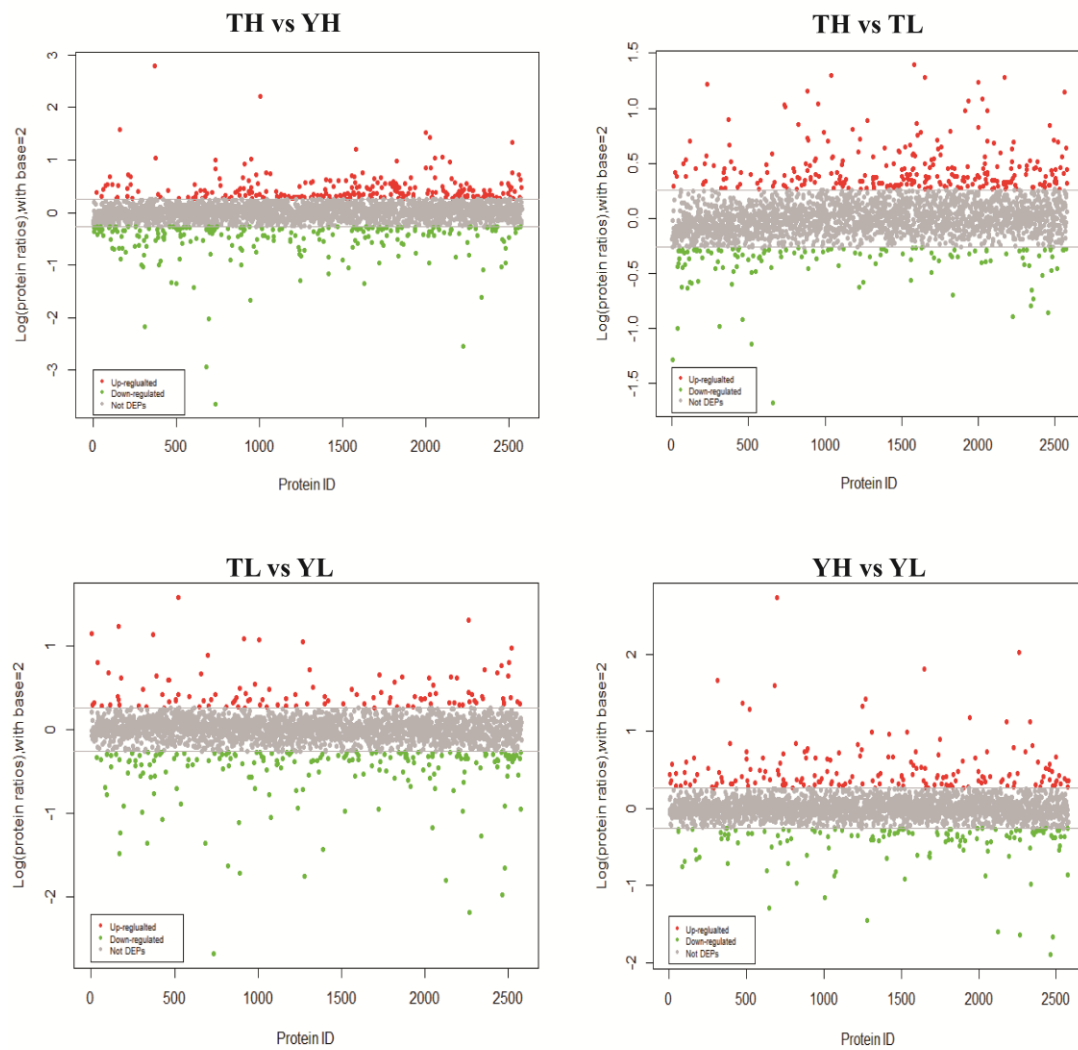 TH vs YH
Log(protein ratios),with base=2
3
2
1
0
-1
-2
-3
Up-reglualted
Down-regulated
Not DEPs
0 500 1000 1500 2000 2500
Protein ID
TH vs TL
Log(protein ratios),with base=2
1.5
1.0
0.5
0.0
-0.5
-1.0
-1.5
Up-reglualted
Down-regulated
Not DEPs
0 500 1000 1500 2000 2500
Protein ID
TL vs YL
Log(protein ratios),with base=2
1
0
-1
-2
Up-reglualted
Down-regulated
Not DEPs
0 500 1000 1500 2000 2500
Protein ID
YH vs YL
Log(protein ratios),with base=2
2
1
0
-1
-2
Up-reglualted
Down-regulated
Not DEPs
0 500 1000 1500 2000 2500
Protein ID